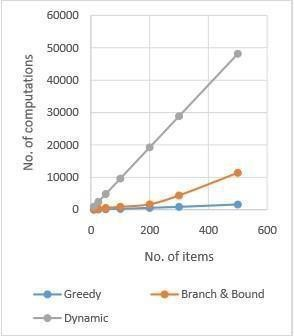 60000
50000
40000
30000
20000
10000
0
No. of computations
0 200 400 600
No. of items
Greedy Branch & Bound
Dynamic